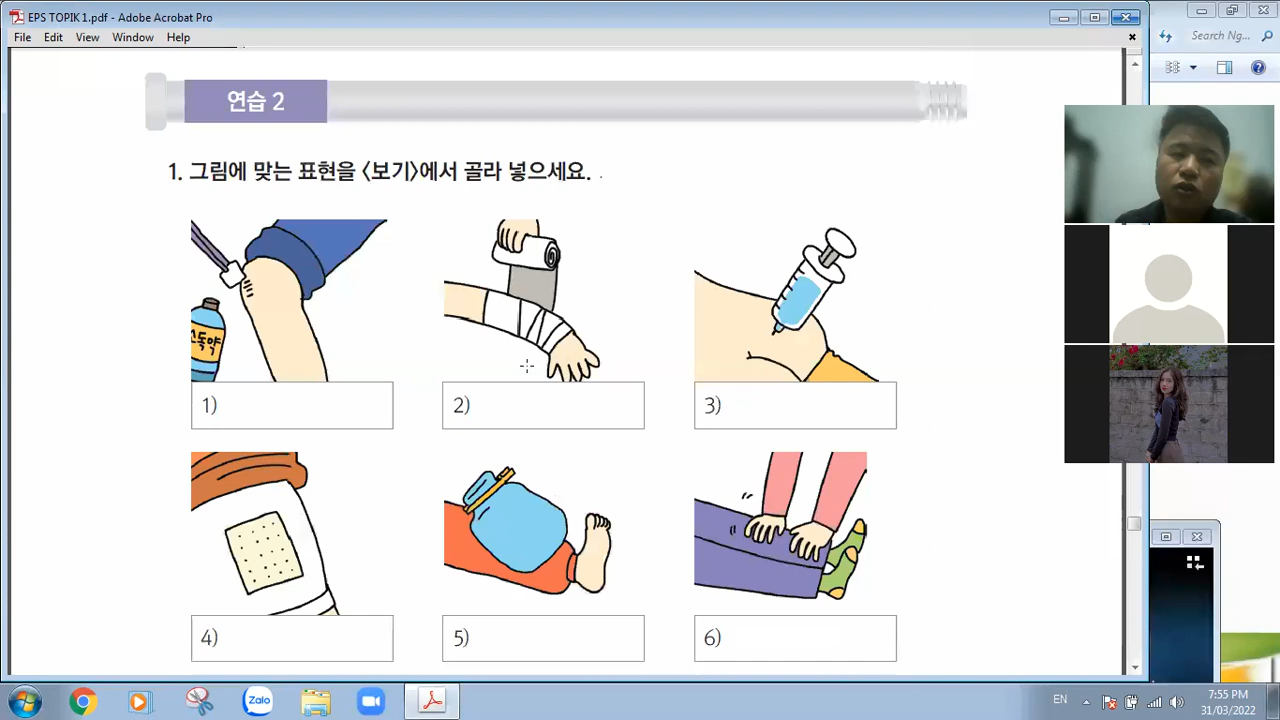 EPS TOPIK 1.pdf - Adobe Acrobat Pro
File Edit View Window Help
Search Ng...
연습 2
1. 그림에 맞는 표현을 〈보기〉에서 골라 넣으세요.
소독약
1)
2)
3)
4)
5)
6)
Zalo
EN
7:55 PM
31/03/2022